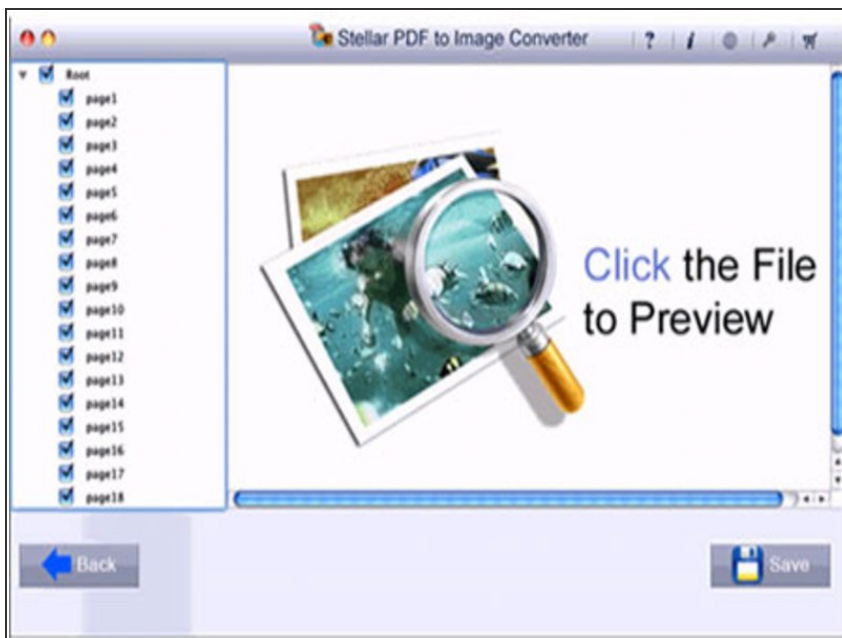 Stellar PDF to Image Converter
Root
page1
page2
page3
page4
page5
page6
page7
page8
page9
page10
page11
page12
page13
page14
page15
page16
page17
page18
Click the File
to Preview
Back
Save